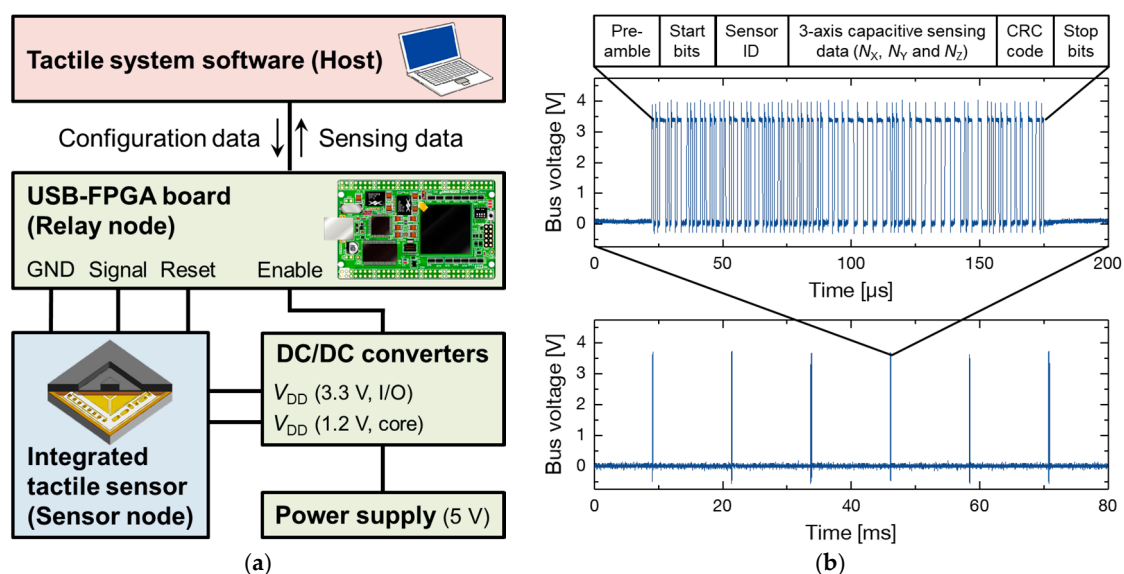 Tactile system software (Host)
Configuration data
Sensing data
USB-FPGA board
(Relay node)
GND Signal Reset Enable
DC/DC converters
VDD (3.3 V, I/O)
VDD (1.2 V, core)
Integrated
tactile sensor
(Sensor node)
Power supply (5 V)
(a)
Pre-
amble
Start
bits
Sensor
ID
3-axis capacitive sensing
data (NX, NY and NZ)
CRC
code
Stop
bits
Bus voltage [V]
4
3
2
1
0
0 50 100 150 200
Time [µs]
Bus voltage [V]
4
3
2
1
0
0 20 40 60 80
Time [ms]
(b)